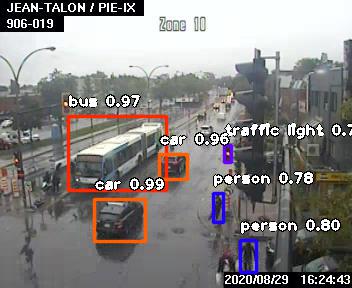 JEAN-TALON / PIE-IX
906-019
Zone 10
bus 0.97
car 0.96
traffic light 0.7
car 0.99
person 0.78
person 0.80
2020/08/29 16:24:43